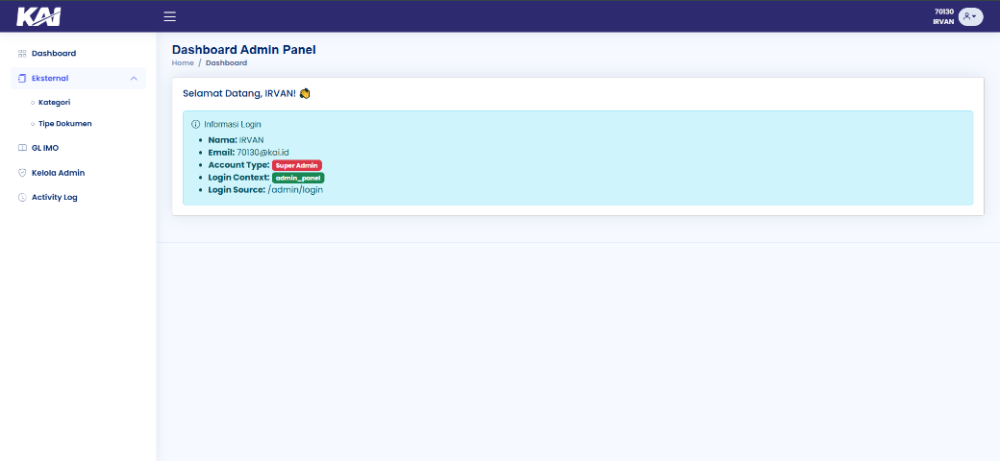 KAI
70130
IRVAN
Dashboard
Eksternal
Kategori
Tipe Dokumen
GL IMO
Kelola Admin
Activity Log
Dashboard Admin Panel
Home / Dashboard
Selamat Datang, IRVAN! 👏
Informasi Login
• Nama: IRVAN
• Email: 70130@kai.id
• Account Type: Super Admin
• Login Context: admin_panel
• Login Source: /admin/login